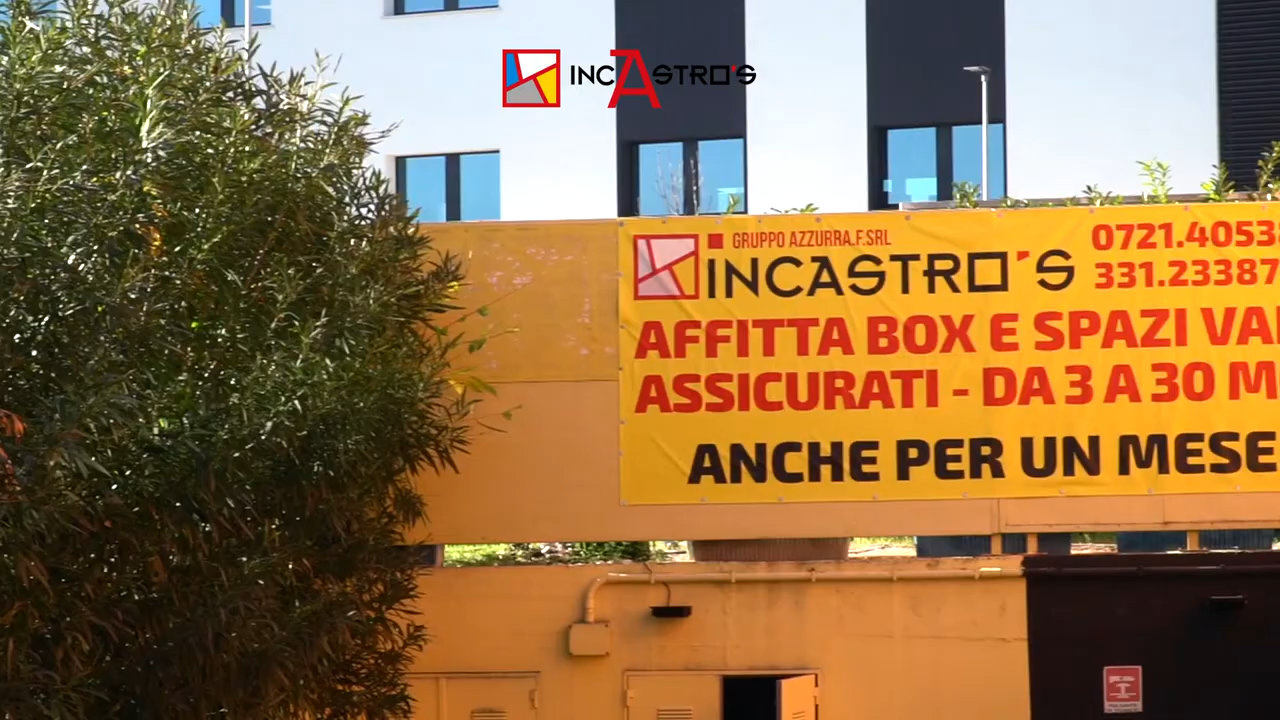 INCASTRO'S
GRUPPO AZZURRA.F.SRL
INCASTRO'S
0721.4053
331.23387
AFFITTA BOX E SPAZI
ASSICURATI - DA 3 A 30
ANCHE PER UN MESE